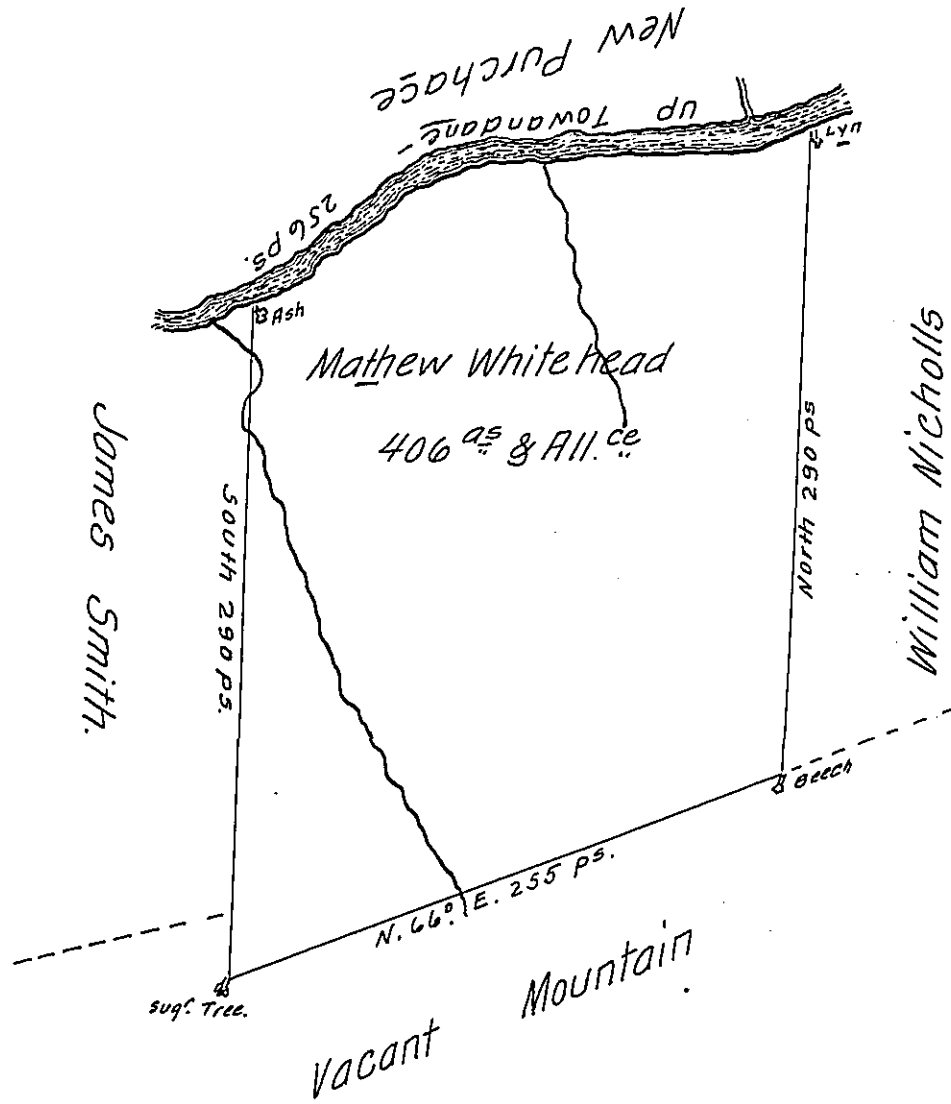 New Purchase
Up Towandane
256 ps.
Ash
Mathew Whitehead
406 as & All.ce
James Smith.
South 290 ps.
North 290 ps
William Nicholls
Beech
N. 66°. E. 255 ps.
Sugr. Tree.
Vacant Mountain